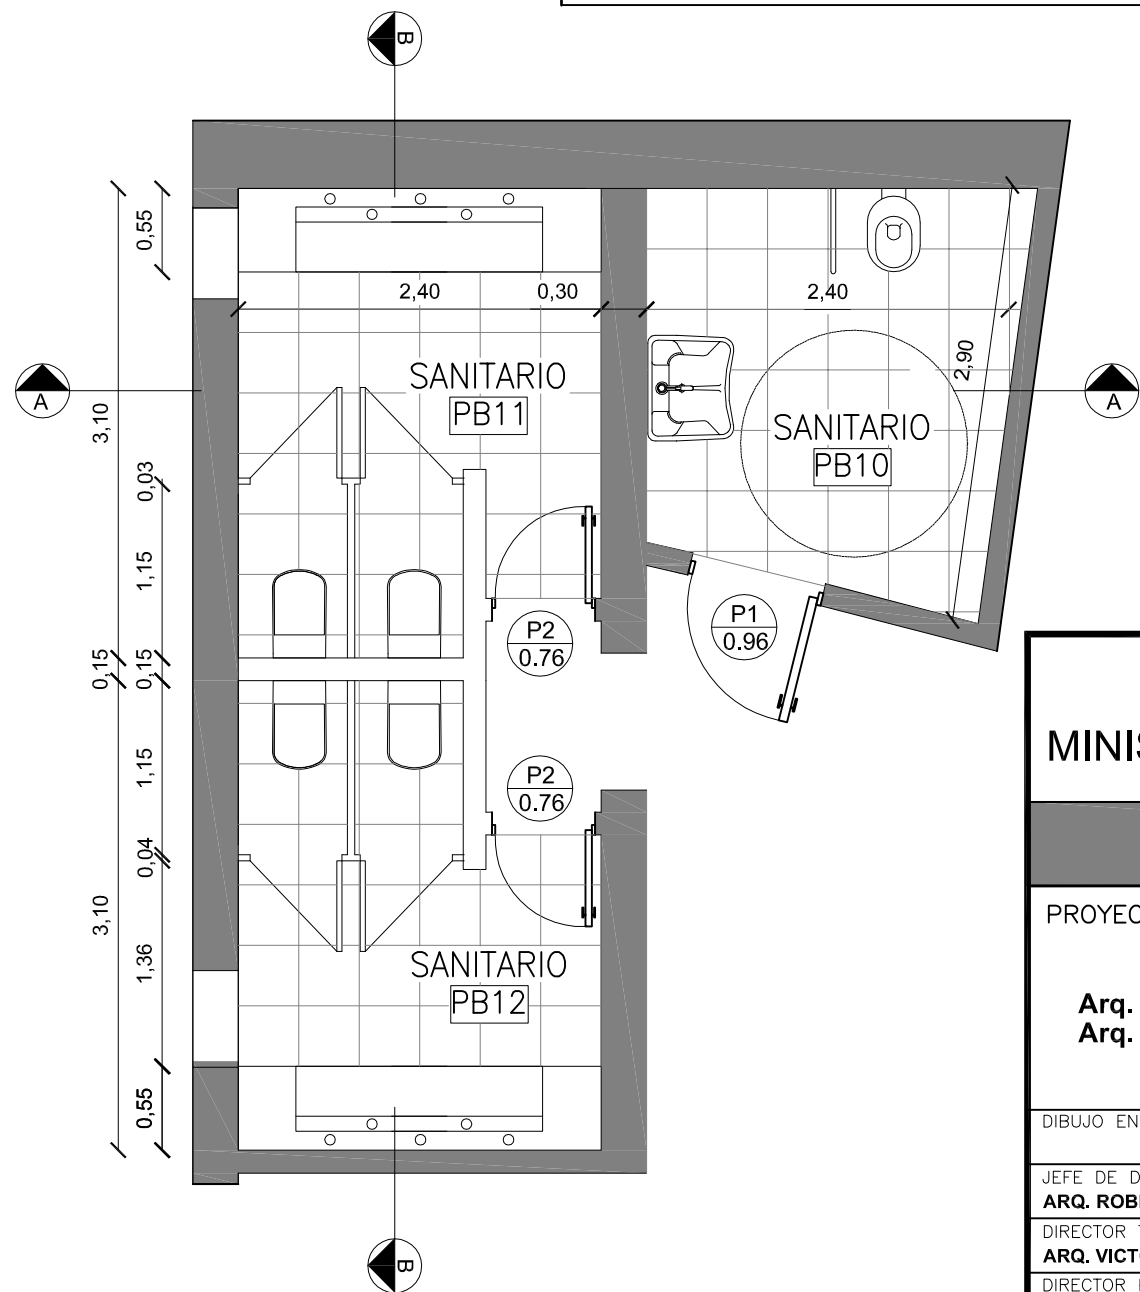 B
0,55
2,40
0,30
2,40
2,90
A
A
3,10
SANITARIO
PB11
SANITARIO
PB10
0,03
1,15
P2
0.76
P1
0.96
0,15
0,15
1,15
P2
0.76
0,04
3,10
1,36
SANITARIO
PB12
0,55
B
PROYEC
Arq.
Arq.
DIBUJO EN
JEFE DE D
ARQ. ROB
DIRECTOR
ARQ. VICT
DIRECTOR
MINIS